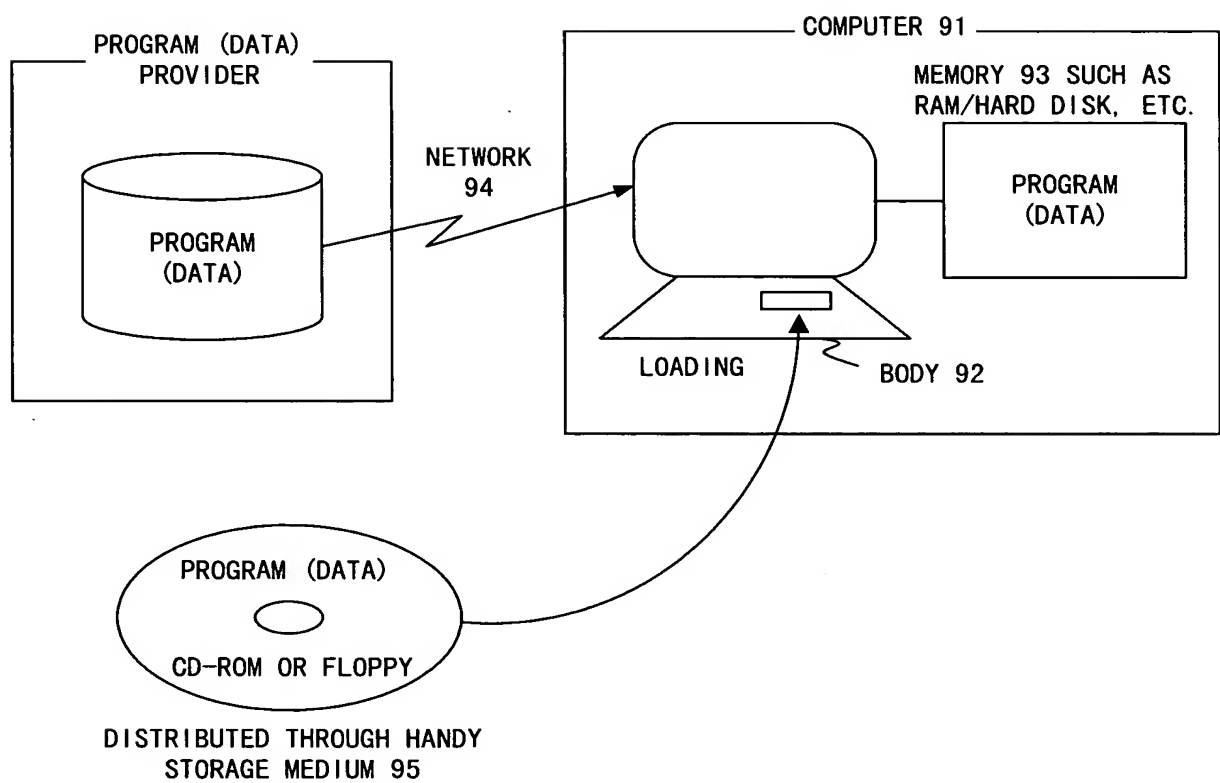 PROGRAM (DATA)
PROVIDER
PROGRAM
(DATA)
NETWORK
94
COMPUTER 91
MEMORY 93 SUCH AS
RAM/HARD DISK, ETC.
PROGRAM
(DATA)
LOADING
BODY 92
PROGRAM (DATA)
CD-ROM OR FLOPPY
DISTRIBUTED THROUGH HANDY
STORAGE MEDIUM 95